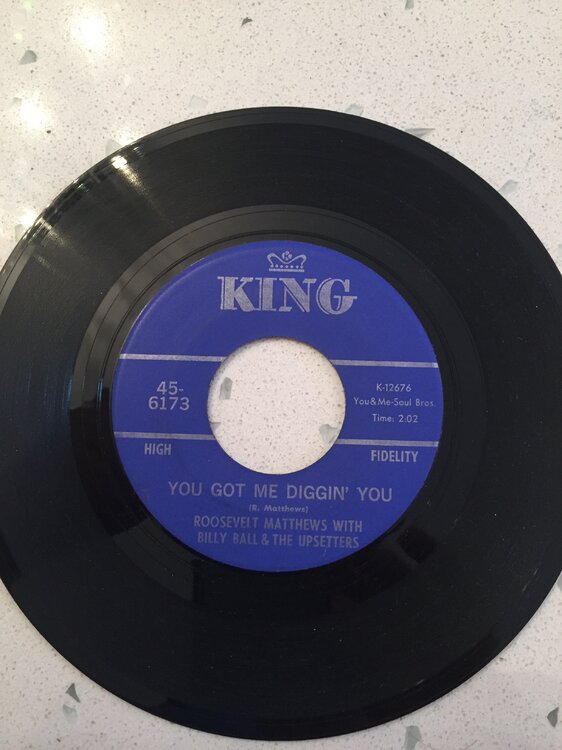 K
KING
45-
6173
K-12676
You&Me-Soul Bros.
Time: 2:02
HIGH
FIDELITY
YOU GOT ME DIGGIN' YOU
(R. Matthews)
ROOSEVELT MATTHEWS WITH
BILLY BALL & THE UPSETTERS